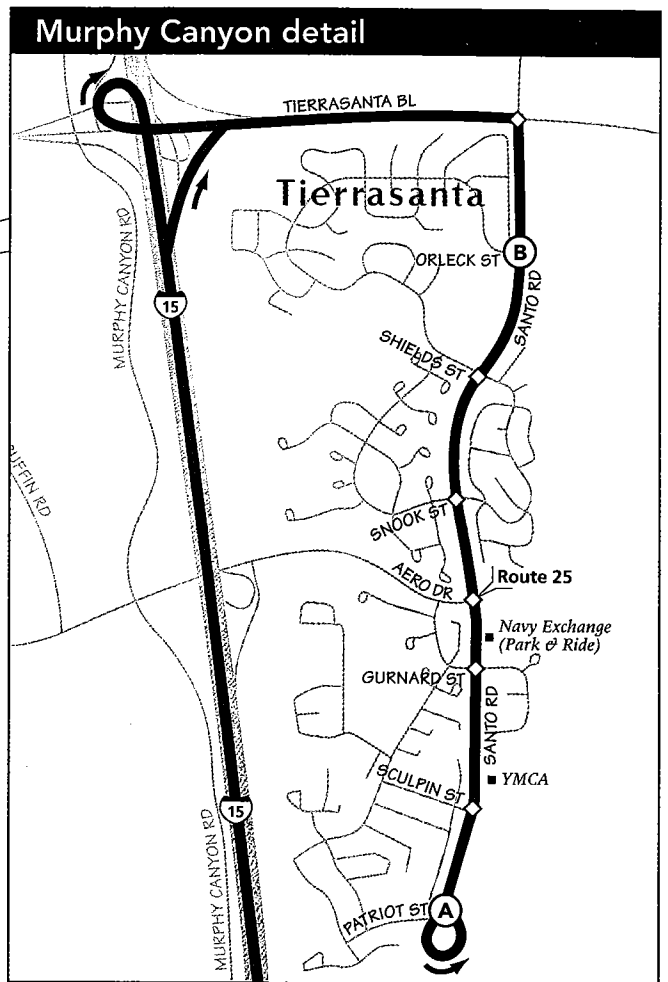 Murphy Canyon detail
TIERRASANTA BL
Tierrasanta
B
ORLECK ST
SANTO RD
MURPHY CANYON RD
15
SHIELDS ST
SNOOK ST
AERO DR
Route 25
Navy Exchange
(Park & Ride)
GURNARD ST
SANTO RD
SCULPIN ST
YMCA
15
MURPHY CANYON RD
PATRIOT ST
A